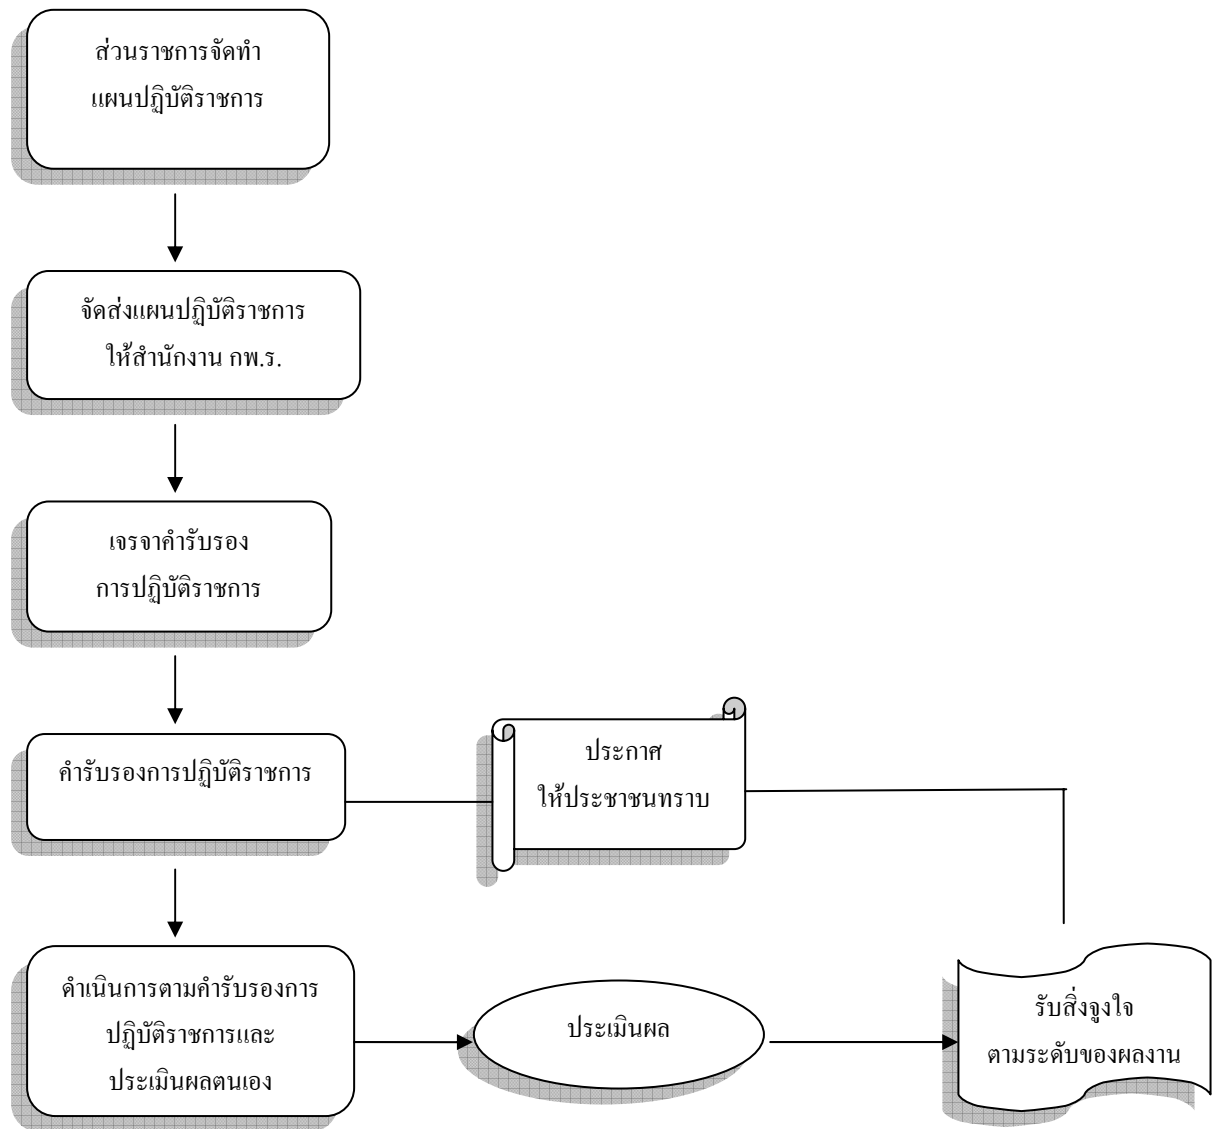 ส่วนราชการจัดทำ
แผนปฏิบัติราชการ
จัดส่งแผนปฏิบัติราชการ
ให้สำนักงาน กพ.ร.
เจรจาคำรับรอง
การปฏิบัติราชการ
คำรับรองการปฏิบัติราชการ
ประกาศ
ให้ประชาชนทราบ
ดำเนินการตามคำรับรองการ
ปฏิบัติราชการและ
ประเมินผลตนเอง
ประเมินผล
รับสิ่งจูงใจ
ตามระดับของผลงาน